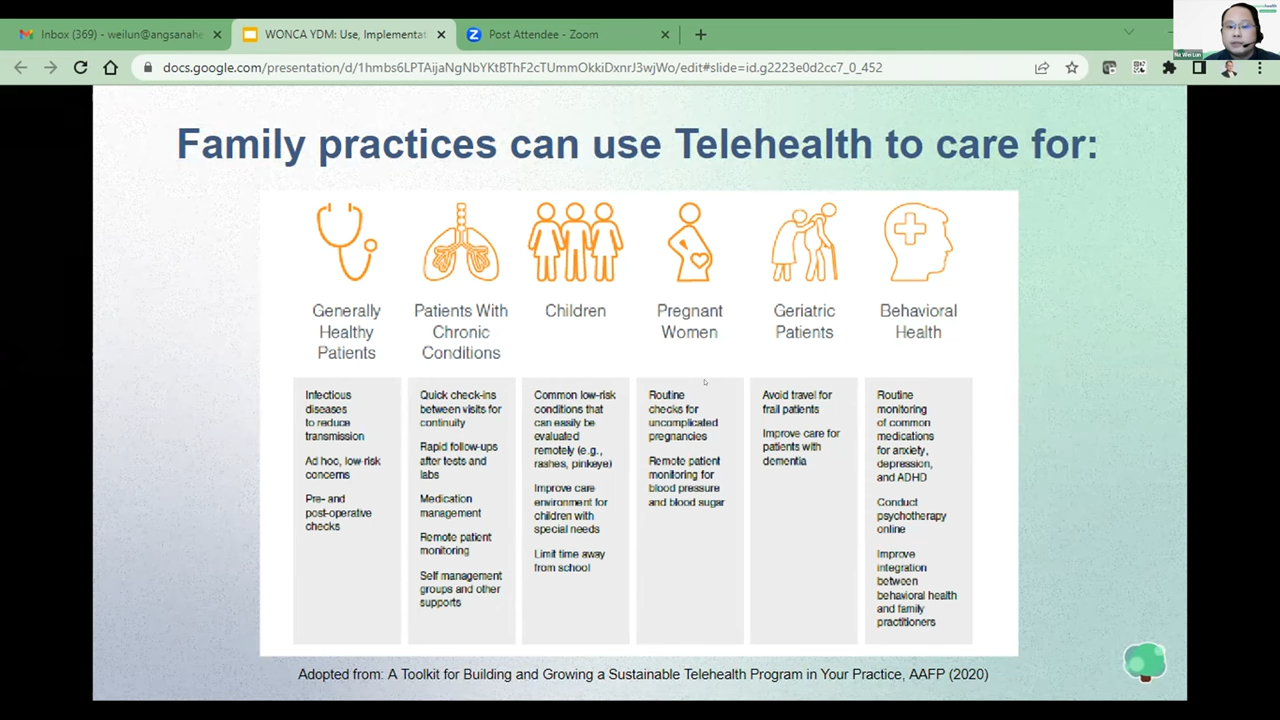 Inbox (369) - weilun@angsanahe
WONCA YDM: Use, Implementat
Post Attendee - Zoom
docs.google.com/presentation/d/1hmbs6LPTAijaNgNbYKtBThF2c1UnmOkkiDxnrJ3wjWo/edit#slide=id.g2223e0d2cc7_0_452
Family practices can use Telehealth to care for:
Generally
Healthy
Patients
Infectious
diseases
to reduce
transmission
Ad hoc, low-risk
concerns
Pre- and
post-operative
checks
Patients With
Chronic
Conditions
Quick check-ins
between visits for
continuity
Rapid follow-ups
after tests and
labs
Medication
management
Remote patient
monitoring
Self management
groups and other
supports
Children
Common low-risk
conditions that
can easily be
evaluated
remotely (e.g.,
rashes, pinkeye)
Improve care
environment for
children with
special needs
Limit time away
from school
Pregnant
Women
Routine
checks for
uncomplicated
pregnancies
Remote patient
monitoring for
blood pressure
and blood sugar
Geriatric
Patients
Avoid travel for
frail patients
Improve care for
patients with
dementia
Behavioral
Health
Routine
monitoring
of common
medications
for anxiety,
depression,
and ADHD
Conduct
psychotherapy
online
Improve
integration
between
behavioral health
and family
practitioners
Adopted from: A Toolkit for Building and Growing a Sustainable Telehealth Program in Your Practice, AAFP (2020)